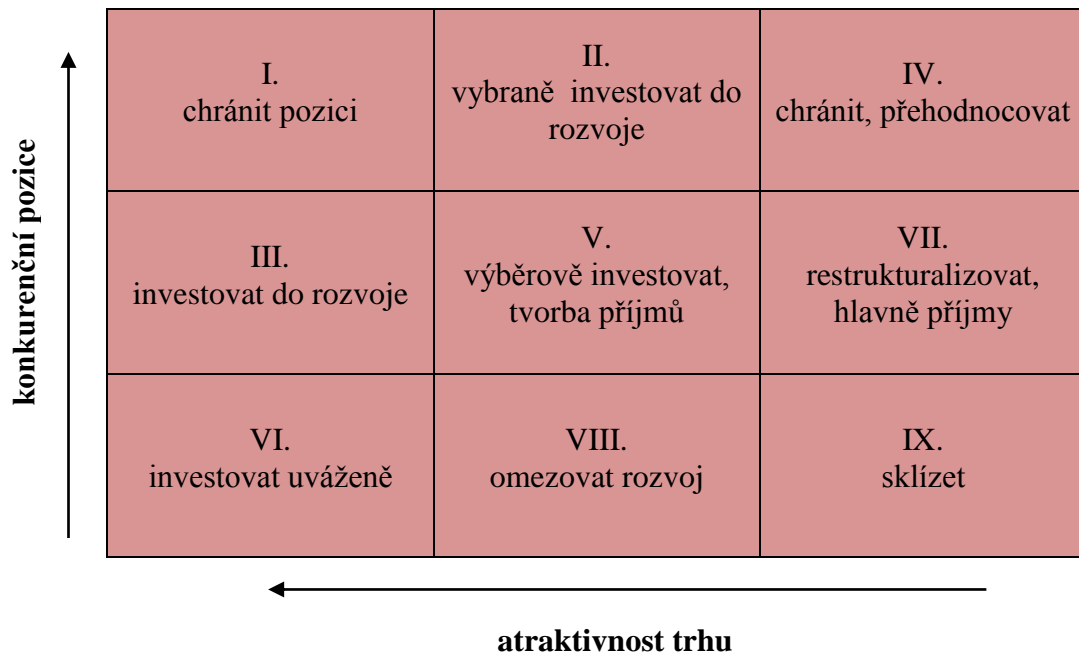 I.
chránit pozici
II.
vybraně  investovat do
rozvoje
IV.
chránit, přehodnocovat
III.
investovat do rozvoje
V.
výběrově investovat,
tvorba příjmů
VII.
restrukturalizovat,
hlavně příjmy
VI.
investovat uváženě
VIII.
omezovat rozvoj
IX.
sklízet
konkurenční pozice
atraktivnost trhu